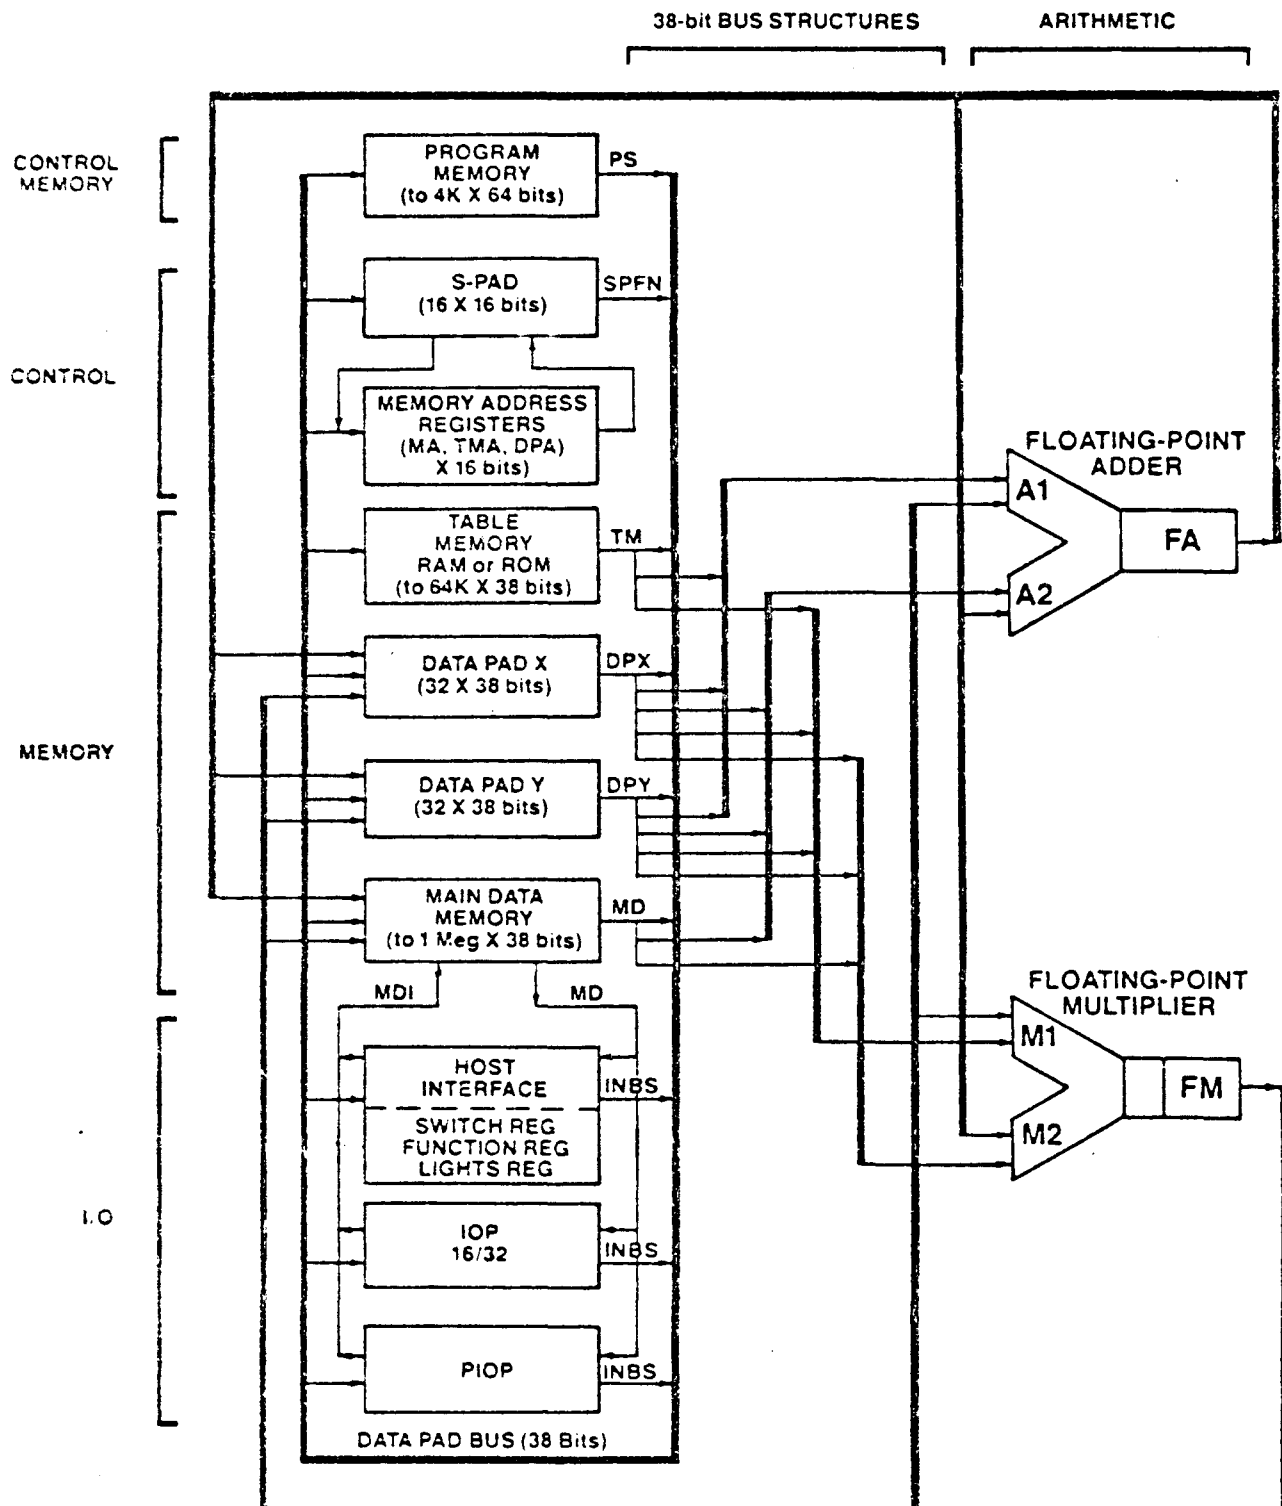 38-bit BUS STRUCTURES
ARITHMETIC
CONTROL
MEMORY
PROGRAM
MEMORY
(to 4K X 64 bits)
PS
CONTROL
S-PAD
(16 X 16 bits)
SPFN
MEMORY ADDRESS
REGISTERS
(MA, TMA, DPA)
X 16 bits)
MEMORY
TABLE
MEMORY
RAM or ROM
(to 64K X 38 bits)
TM
DATA PAD X
(32 X 38 bits)
DPX
DATA PAD Y
(32 X 38 bits)
DPY
MAIN DATA
MEMORY
(to 1 Meg X 38 bits)
MD
MDI
MD
I.O
HOST
INTERFACE
INBS
SWITCH REG
FUNCTION REG
LIGHTS REG
IOP
16/32
INBS
PIOP
INBS
DATA PAD BUS (38 Bits)
FLOATING-POINT
ADDER
A1
A2
FA
FLOATING-POINT
MULTIPLIER
M1
M2
FM